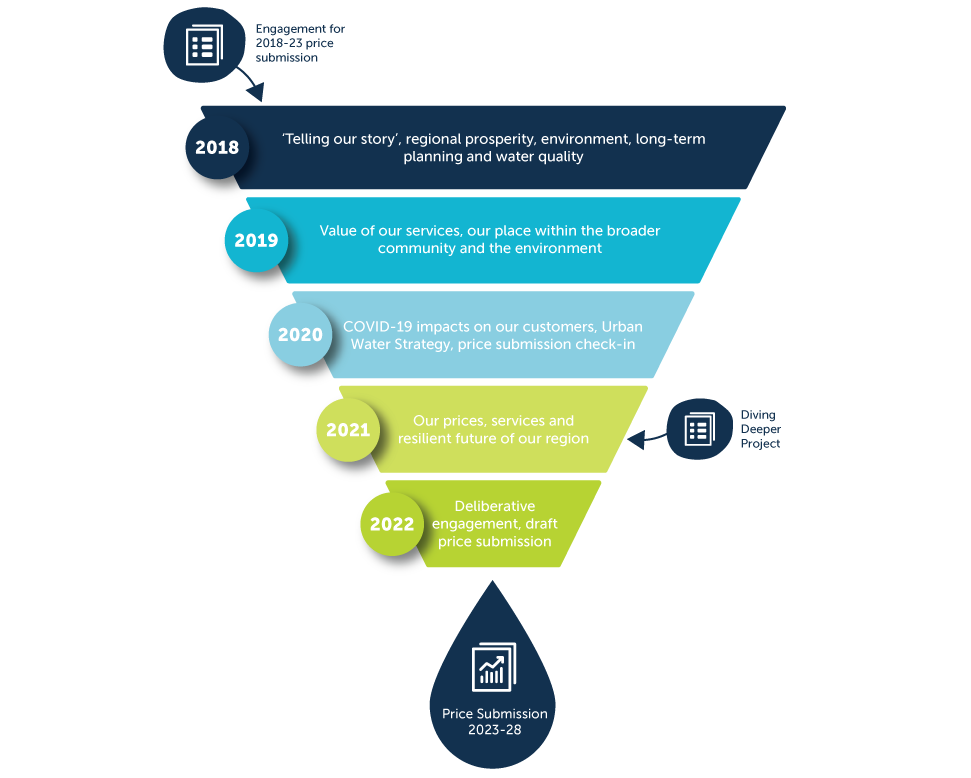 Engagement for
2018-23 price
submission
2018
‘Telling our story’, regional prosperity, environment, long-term
planning and water quality
2019
Value of our services, our place within the broader
community and the environment
2020
COVID-19 impacts on our customers, Urban
Water Strategy, price submission check-in
2021
Our prices, services and
resilient future of our region
Diving
Deeper
Project
2022
Deliberative
engagement, draft
price submission
Price Submission
2023-28